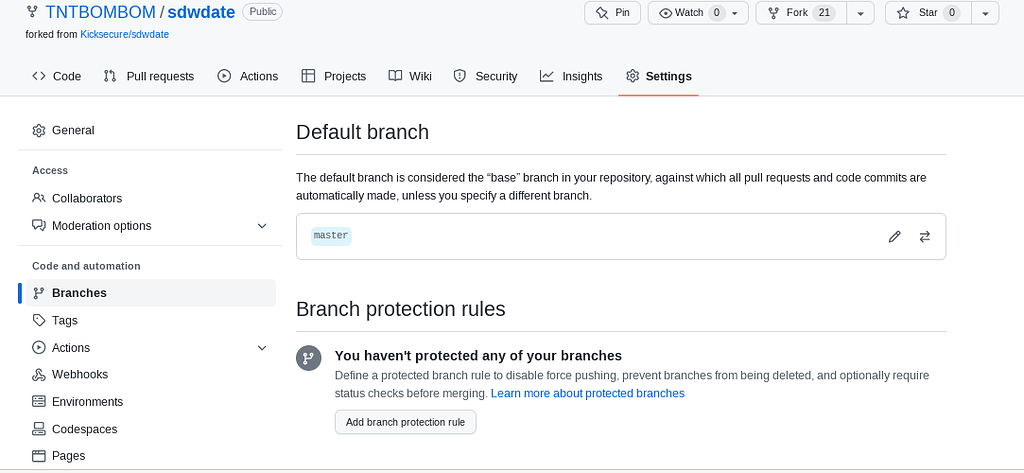 TNTBOMBOM / sdwdate Public Pin Watch 0 Fork 21 Star 0
forked from Kicksecure/sdwdate
Code Pull requests Actions Projects Wiki Security Insights Settings
General
Access
Collaborators
Moderation options
Code and automation
Branches
Tags
Actions
Webhooks
Environments
Codespaces
Pages
Default branch
The default branch is considered the “base” branch in your repository, against which all pull requests and code commits are
automatically made, unless you specify a different branch.
master
Branch protection rules
You haven't protected any of your branches
Define a protected branch rule to disable force pushing, prevent branches from being deleted, and optionally require
status checks before merging. Learn more about protected branches
Add branch protection rule